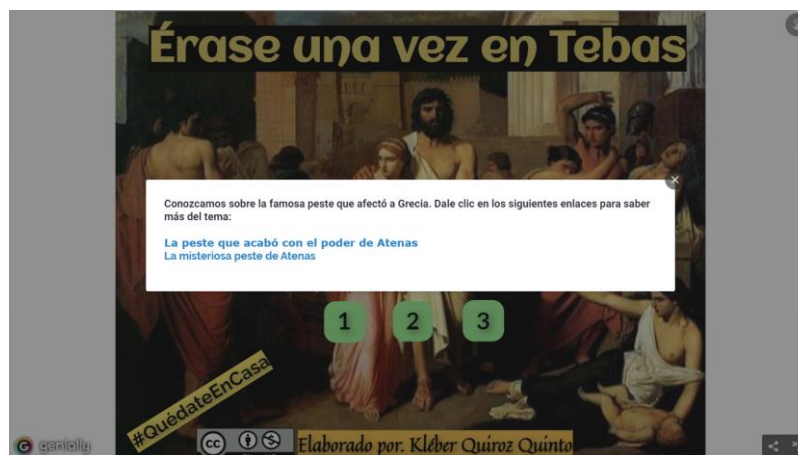 Érase una vez en Tebas
Conozcamos sobre la famosa peste que afectó a Grecia. Dale clic en los siguientes enlaces para saber
más del tema:
La peste que acabó con el poder de Atenas
La misteriosa peste de Atenas
1 2 3
#QuédateEnCasa
genially
cc
Elaborado por. Kléber Quiroz Quinto